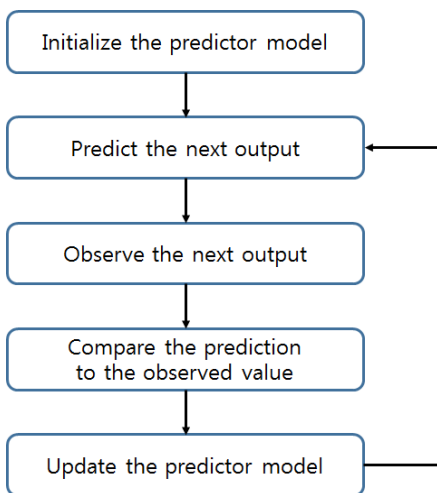 Initialize the predictor model
Predict the next output
Observe the next output
Compare the prediction
to the observed value
Update the predictor model